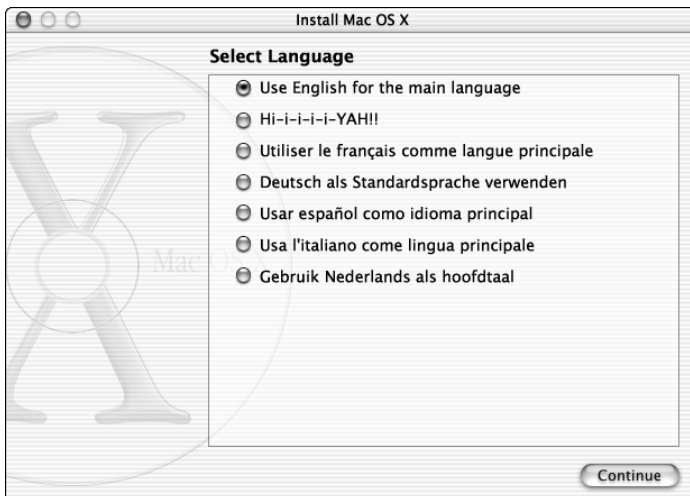 Install Mac OS X
Select Language
Use English for the main language
Hi-i-i-i-i-YAH!!
Utiliser le français comme langue principale
Deutsch als Standardsprache verwenden
Usar español como idioma principal
Usa l'italiano come lingua principale
Mac OS X
Gebruik Nederlands als hoofdtaal
Continue